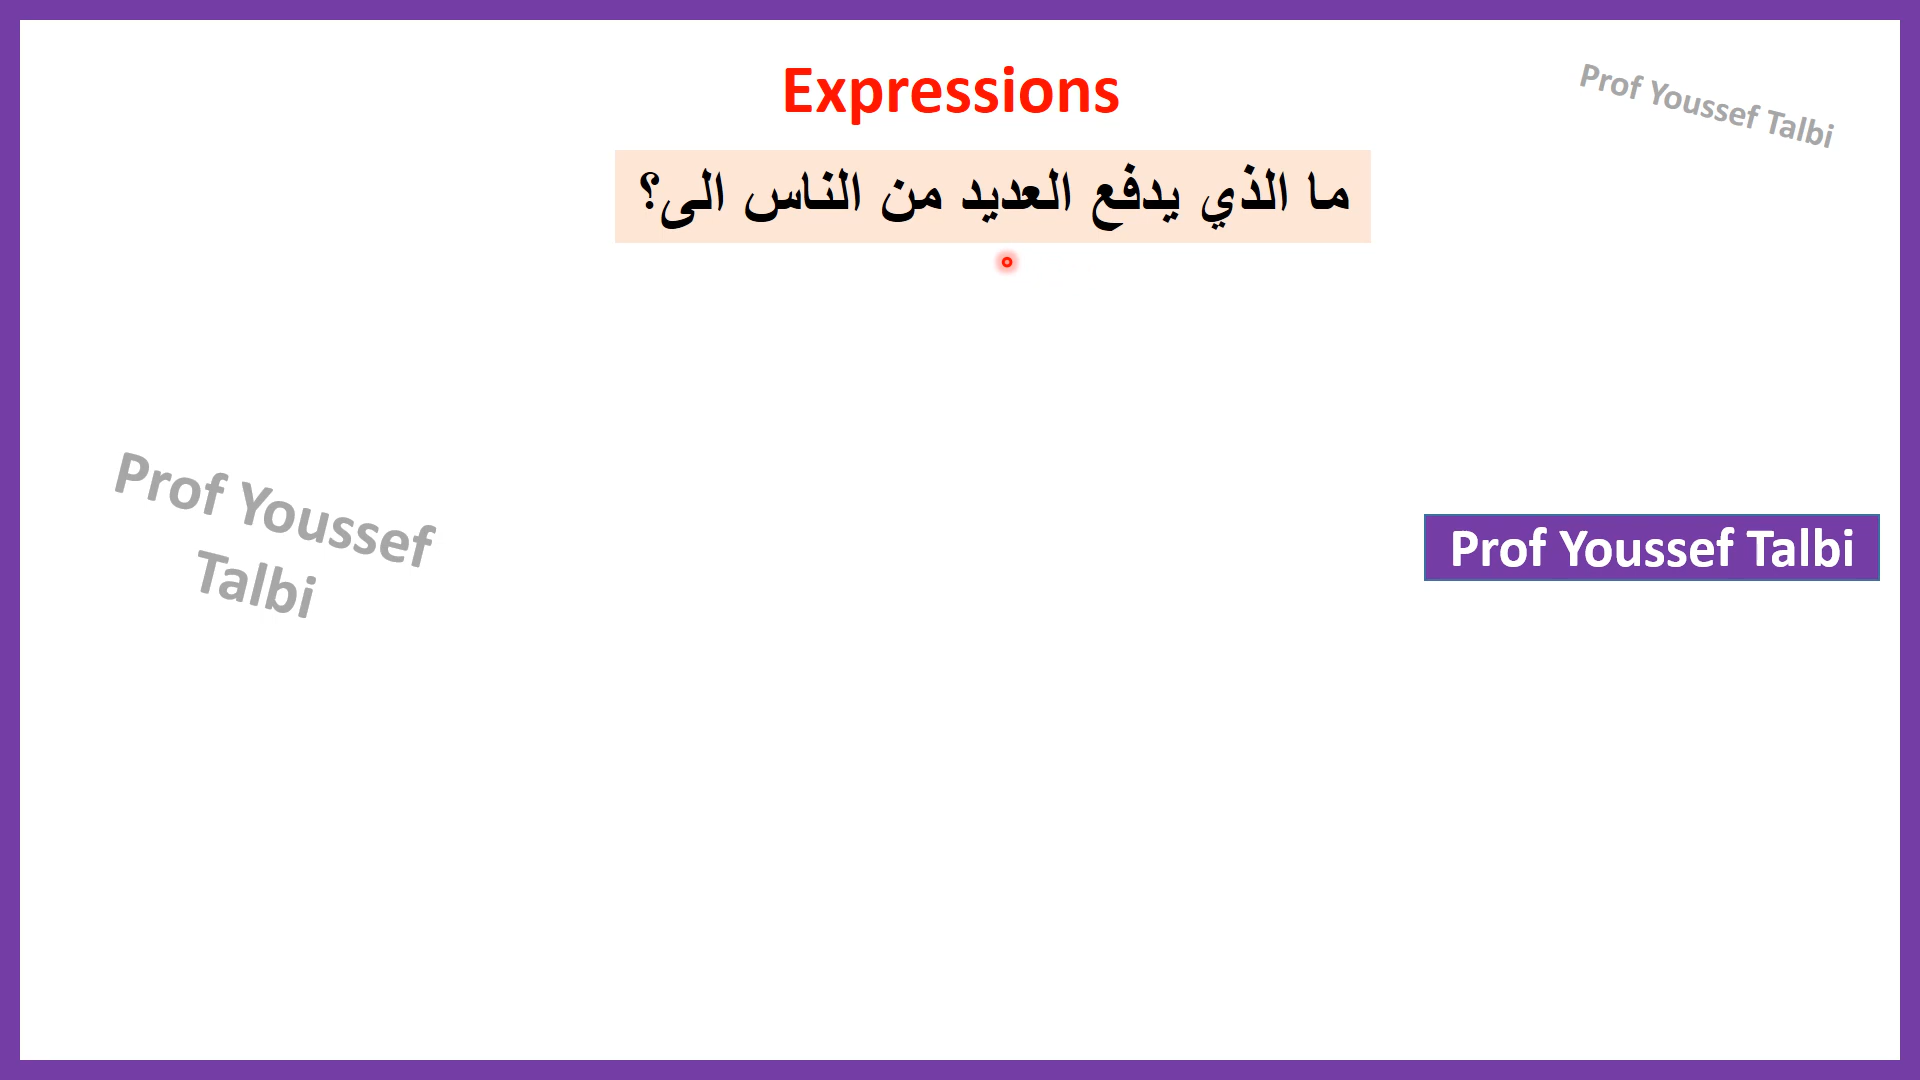 Expressions
Prof Youssef Talbi
ما الذي يدفع العديد من الناس الى؟
Prof Youssef
Talbi
Prof Youssef Talbi